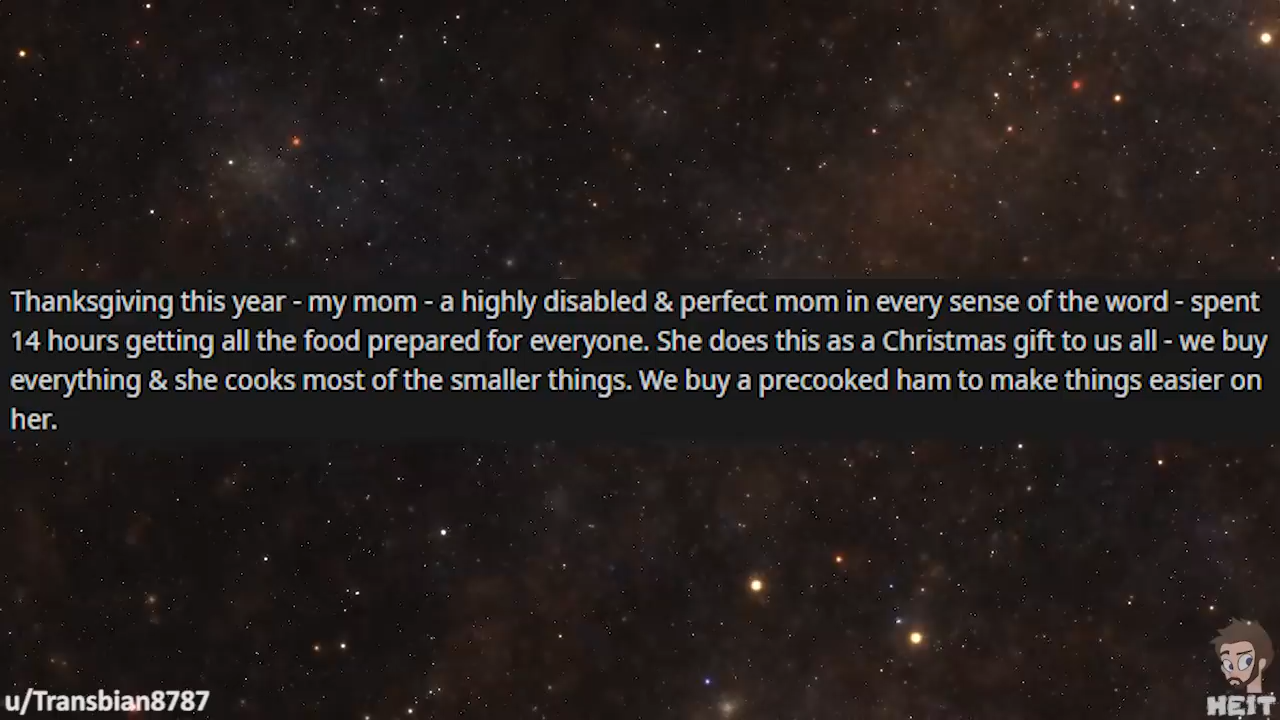 Thanksgiving this year - my mom - a highly disabled & perfect mom in every sense of the word - spent
14 hours getting all the food prepared for everyone. She does this as a Christmas gift to us all - we buy
everything & she cooks most of the smaller things. We buy a precooked ham to make things easier on
her.
u/Transbian8787
HEIT